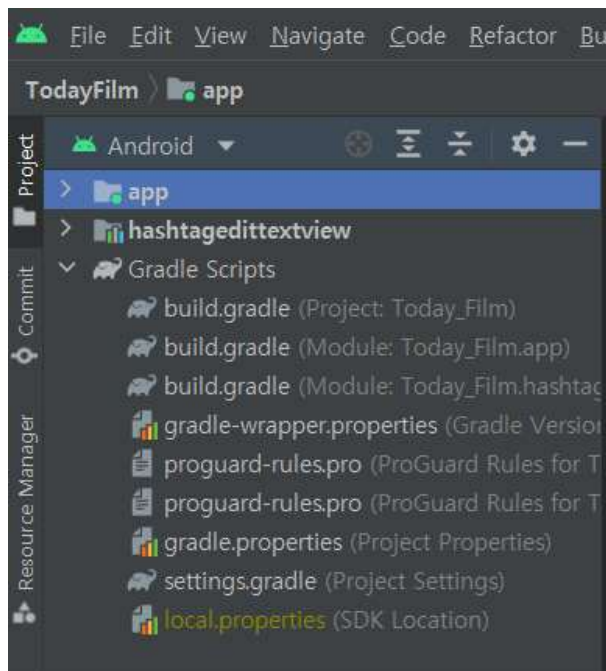 File Edit View Navigate Code Refactor Bu
TodayFilm app
Project
Commit
Resource Manager
Android
app
hashtagedittextview
Gradle Scripts
build.gradle (Project: Today_Film)
build.gradle (Module: Today_Film.app)
build.gradle (Module: Today_Film.hashtag
gradle-wrapper.properties (Gradle Version
proguard-rules.pro (ProGuard Rules for T
proguard-rules.pro (ProGuard Rules for T
gradle.properties (Project Properties)
settings.gradle (Project Settings)
local.properties (SDK Location)